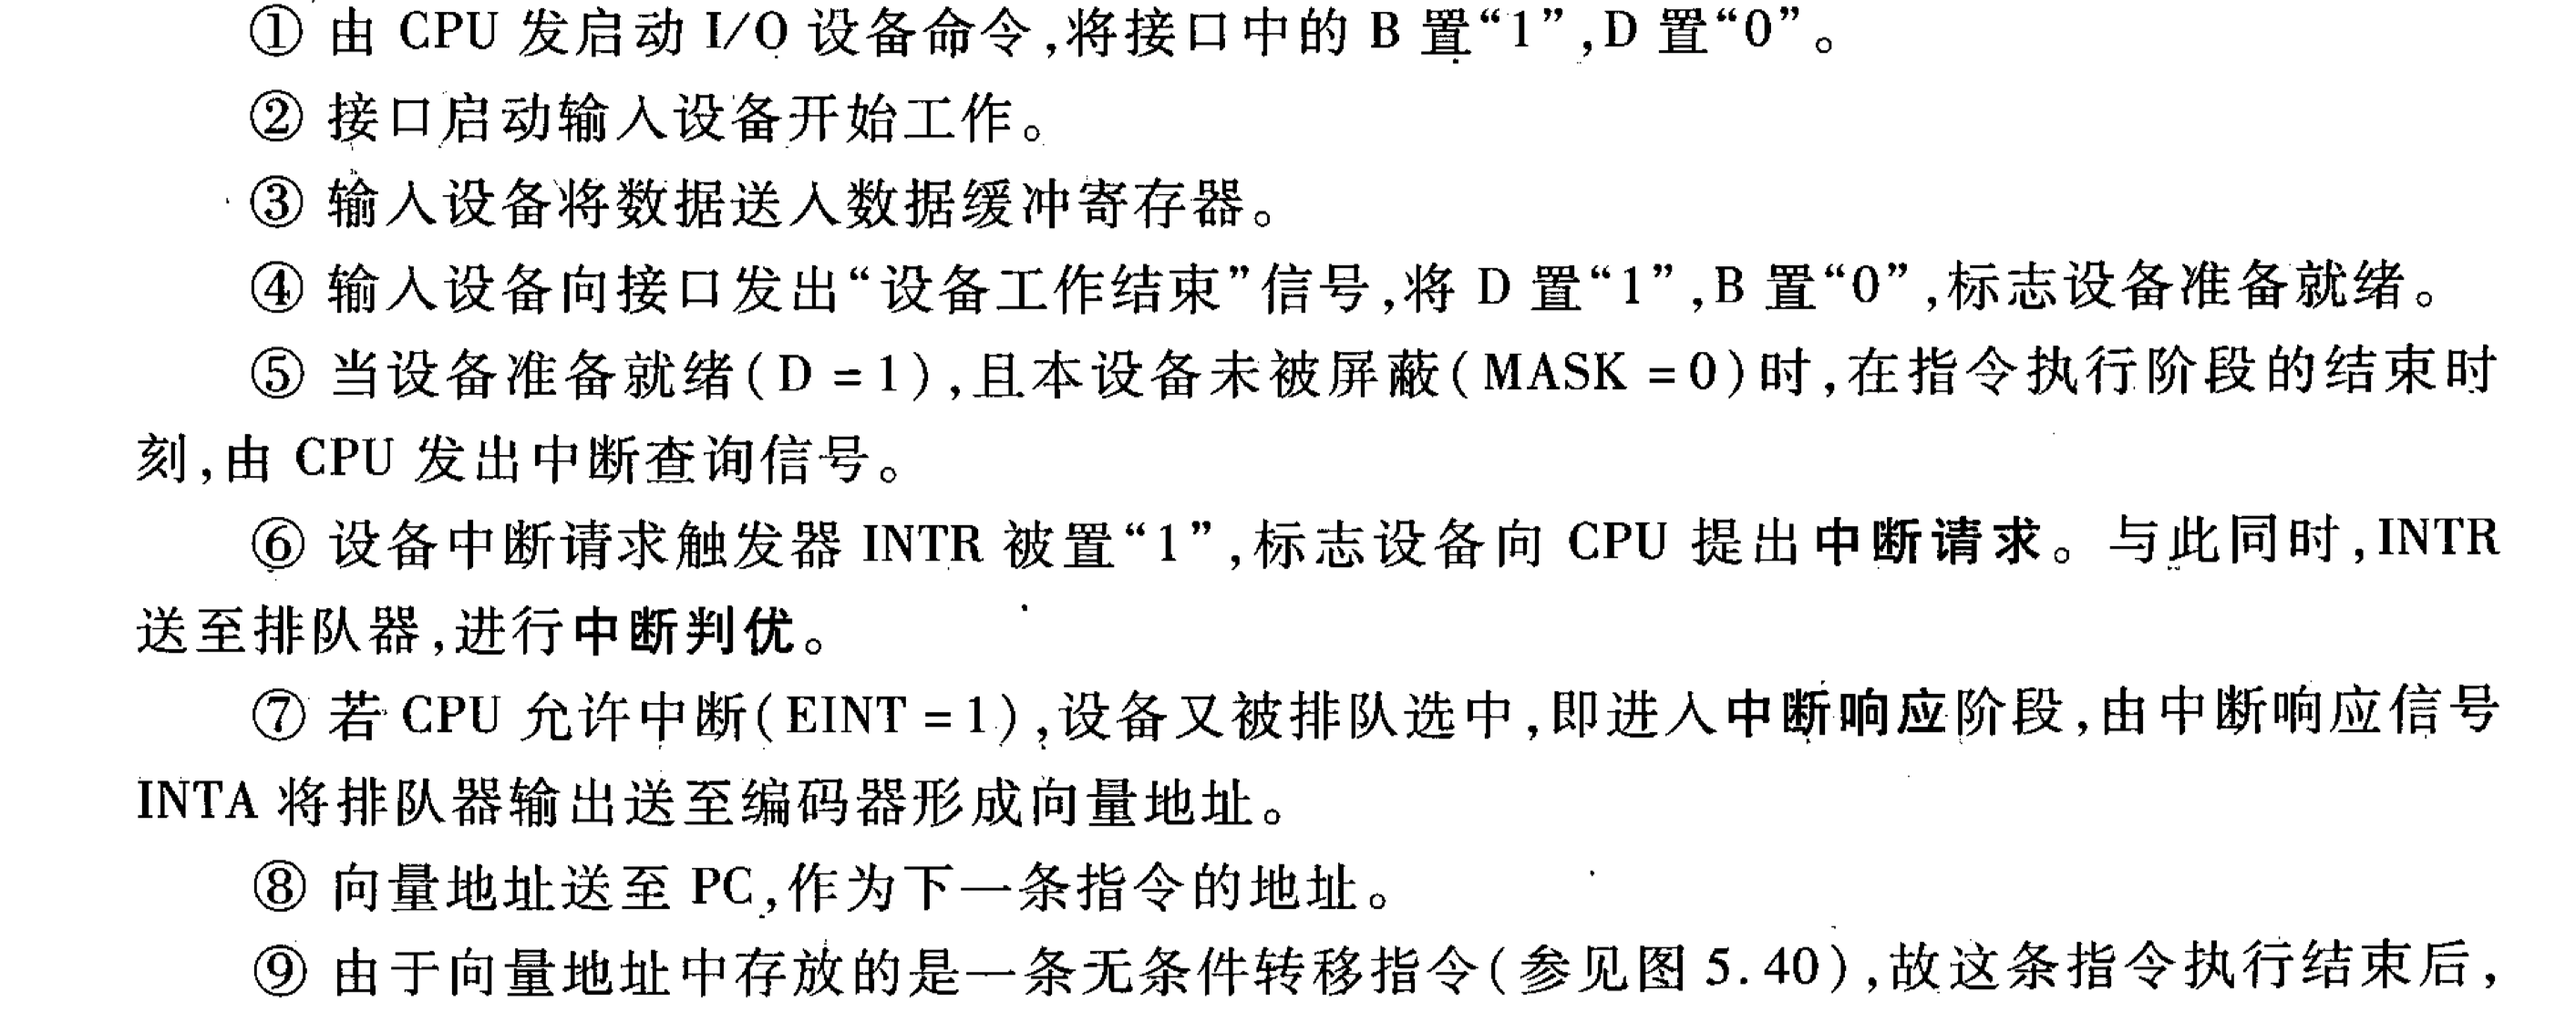 ① 由 CPU 发启动 I/O 设备命令,将接口中的 B 置“1”,D 置“0”。
② 接口启动输入设备开始工作。
③ 输入设备将数据送入数据缓冲寄存器。
④ 输入设备向接口发出“设备工作结束”信号,将 D 置“1”,B 置“0”,标志设备准备就绪。
⑤ 当设备准备就绪(D = 1),且本设备未被屏蔽(MASK = 0)时,在指令执行阶段的结束时
刻,由 CPU 发出中断查询信号。
⑥ 设备中断请求触发器 INTR 被置“1”,标志设备向 CPU 提出中断请求。与此同时,INTR
送至排队器,进行中断判优。
⑦ 若 CPU 允许中断(EINT = 1),设备又被排队选中,即进入中断响应阶段,由中断响应信号
INTA 将排队器输出送至编码器形成向量地址。
⑧ 向量地址送至 PC,作为下一条指令的地址。
⑨ 由于向量地址中存放的是一条无条件转移指令(参见图 5.40),故这条指令执行结束后,